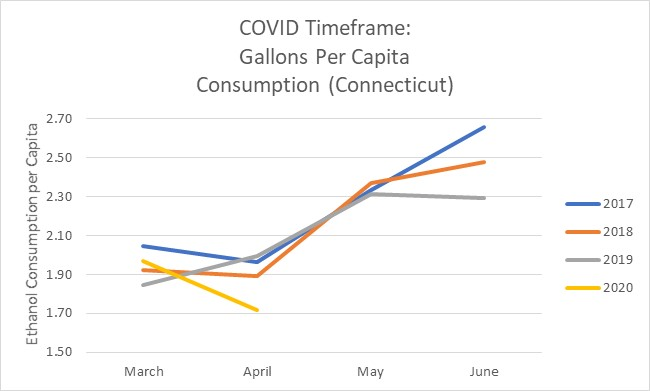 COVID Timeframe:
Gallons Per Capita
Consumption (Connecticut)
Ethanol Consumption per Capita
2.70
2.50
2.30
2.10
1.90
1.70
1.50
March April May June
2017
2018
2019
2020